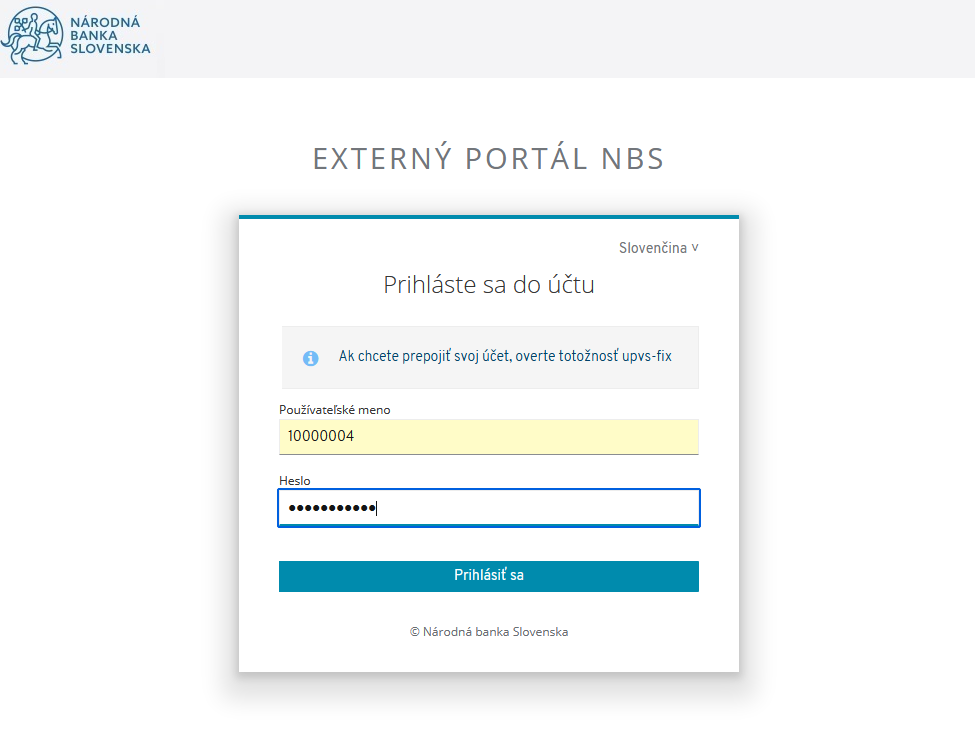 NÁRODNÁ
BANKA
SLOVENSKA
EXTERNÝ PORTÁL NBS
Slovenčina ˅
Prihláste sa do účtu
Ak chcete prepojiť svoj účet, overte totožnosť upvs-fix
Používateľské meno
10000004
Heslo
•••••••••••
Prihlásiť sa
© Národná banka Slovenska